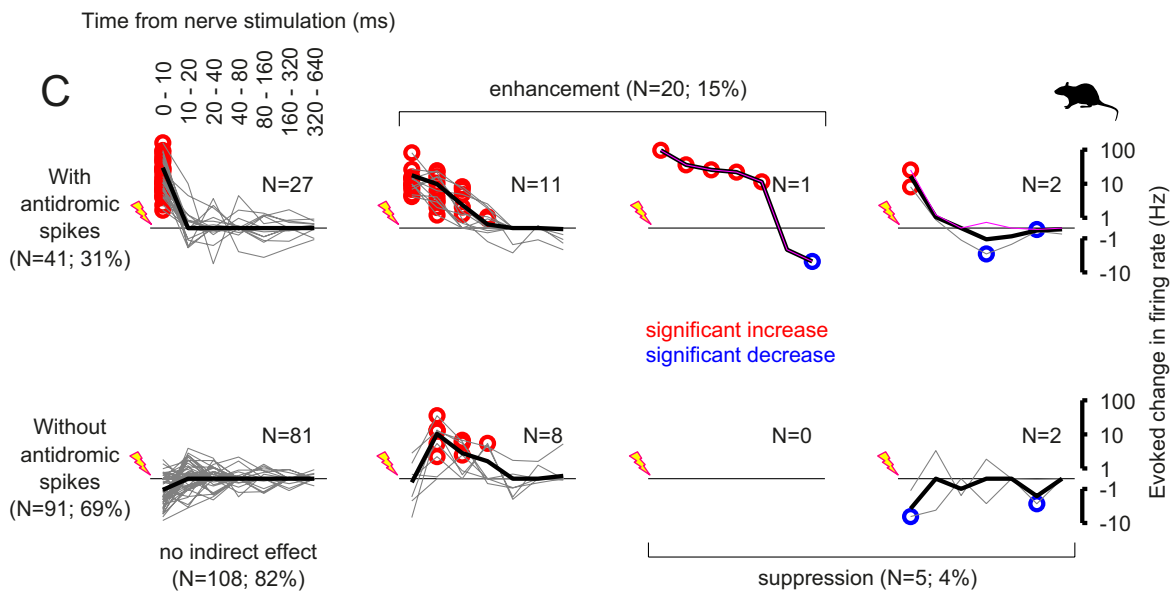 Time from nerve stimulation (ms)
C
0 - 10
10 - 20
20 - 40
40 - 80
80 - 160
160 - 320
320 - 640
enhancement (N=20; 15%)
With
antidromic
spikes
(N=41; 31%)
N=27
N=11
N=1
N=2
100
10
1
-1
-10
Evoked change in firing rate (Hz)
significant increase
significant decrease
Without
antidromic
spikes
(N=91; 69%)
N=81
N=8
N=0
N=2
100
10
1
-1
-10
no indirect effect
(N=108; 82%)
suppression (N=5; 4%)